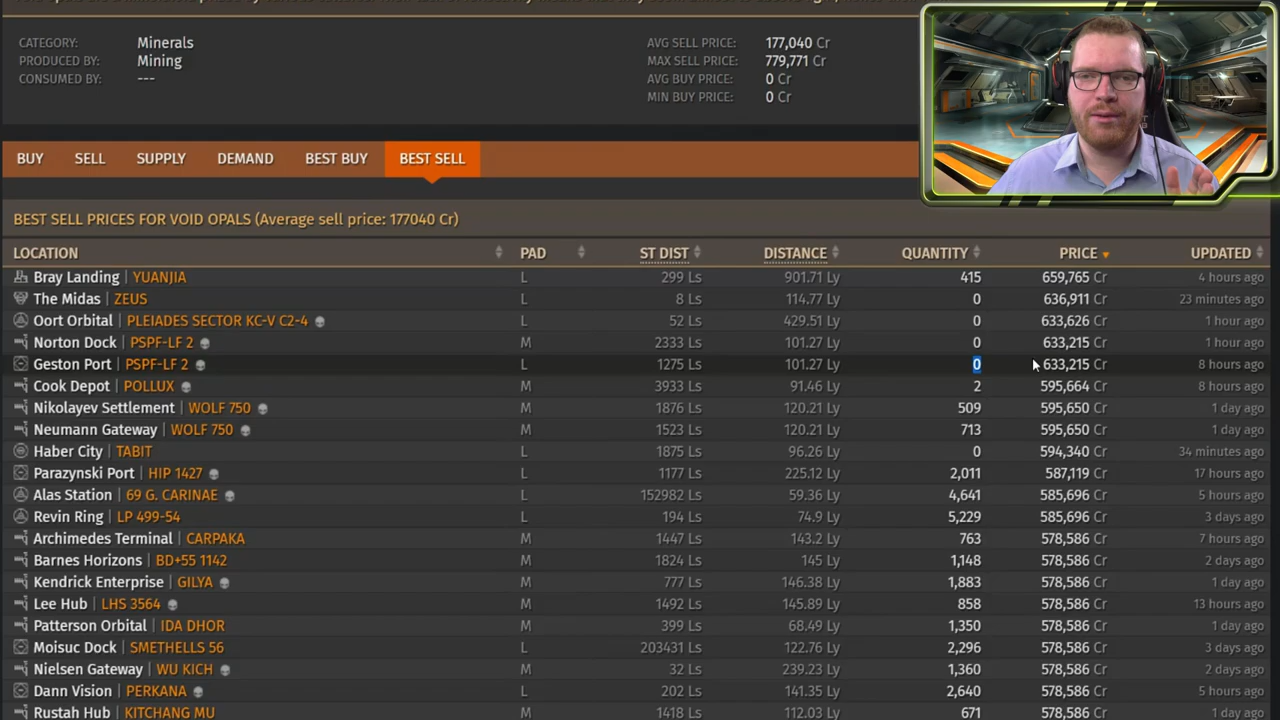 CATEGORY: Minerals
PRODUCED BY: Mining
CONSUMED BY: ---
AVG SELL PRICE: 177,040 Cr
MAX SELL PRICE: 779,771 Cr
AVG BUY PRICE: 0 Cr
MIN BUY PRICE: 0 Cr
BUY SELL SUPPLY DEMAND BEST BUY BEST SELL
BEST SELL PRICES FOR VOID OPALS (Average sell price: 177040 Cr)
LOCATION PAD ST DIST DISTANCE QUANTITY PRICE UPDATED
Bray Landing | YUANJIA L 299 Ls 901.71 Ly 415 659,765 Cr 4 hours ago
The Midas | ZEUS L 8 Ls 114.77 Ly 0 636,911 Cr 23 minutes ago
Oort Orbital | PLEIADES SECTOR KC-V C2-4 L 52 Ls 429.51 Ly 0 633,626 Cr 1 hour ago
Norton Dock | PSPF-LF 2 M 2333 Ls 101.27 Ly 0 633,215 Cr 1 hour ago
Geston Port | PSPF-LF 2 L 1275 Ls 101.27 Ly 0 633,215 Cr 8 hours ago
Cook Depot | POLLUX M 3933 Ls 91.46 Ly 2 595,664 Cr 8 hours ago
Nikolayev Settlement | WOLF 750 M 1876 Ls 120.21 Ly 509 595,650 Cr 1 day ago
Neumann Gateway | WOLF 750 M 1523 Ls 120.21 Ly 713 595,650 Cr 1 day ago
Haber City | TABIT L 1875 Ls 96.26 Ly 0 594,340 Cr 34 minutes ago
Parazynski Port | HIP 1427 L 1177 Ls 225.12 Ly 2,011 587,119 Cr 17 hours ago
Alas Station | 69 G. CARINAE L 152982 Ls 59.36 Ly 4,641 585,696 Cr 5 hours ago
Revin Ring | LP 499-54 L 194 Ls 74.9 Ly 5,229 585,696 Cr 3 days ago
Archimedes Terminal | CARPAKA M 1447 Ls 143.2 Ly 763 578,586 Cr 7 hours ago
Barnes Horizons | BD+55 1142 M 1824 Ls 145 Ly 1,148 578,586 Cr 2 days ago
Kendrick Enterprise | GILYA M 777 Ls 146.38 Ly 1,883 578,586 Cr 1 day ago
Lee Hub | LHS 3564 M 1492 Ls 145.89 Ly 858 578,586 Cr 13 hours ago
Patterson Orbital | IDA DHOR M 399 Ls 68.49 Ly 1,350 578,586 Cr 1 day ago
Moisuc Dock | SMETHELLS 56 L 203431 Ls 122.76 Ly 2,296 578,586 Cr 3 days ago
Nielsen Gateway | WU KICH M 32 Ls 239.23 Ly 1,360 578,586 Cr 2 days ago
Dann Vision | PERKANA L 202 Ls 141.35 Ly 2,640 578,586 Cr 5 hours ago
Rustah Hub | KITCHANG MU M 1418 Ls 112.03 Ly 671 578,586 Cr 1 day ago